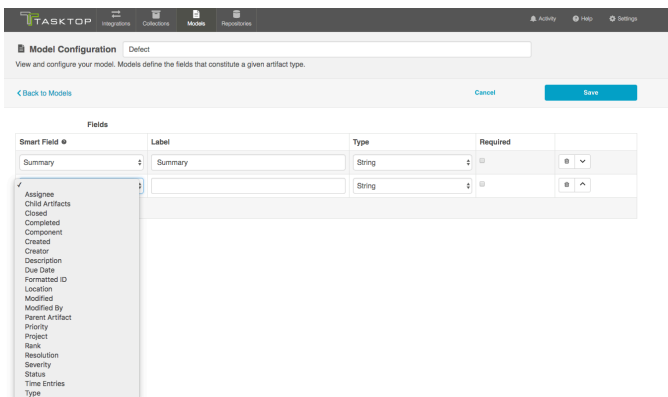 TASKTOP
Integrations Collections Models Repositories
Activity Help Settings
Model Configuration Defect
View and configure your model. Models define the fields that constitute a given artifact type.
Back to Models Cancel Save
Fields
Smart Field Label Type Required
Summary Summary String
String
Assignee
Child Artifacts
Closed
Completed
Component
Created
Creator
Description
Due Date
Formatted ID
Location
Modified
Modified By
Parent Artifact
Priority
Project
Rank
Resolution
Severity
Status
Time Entries
Type